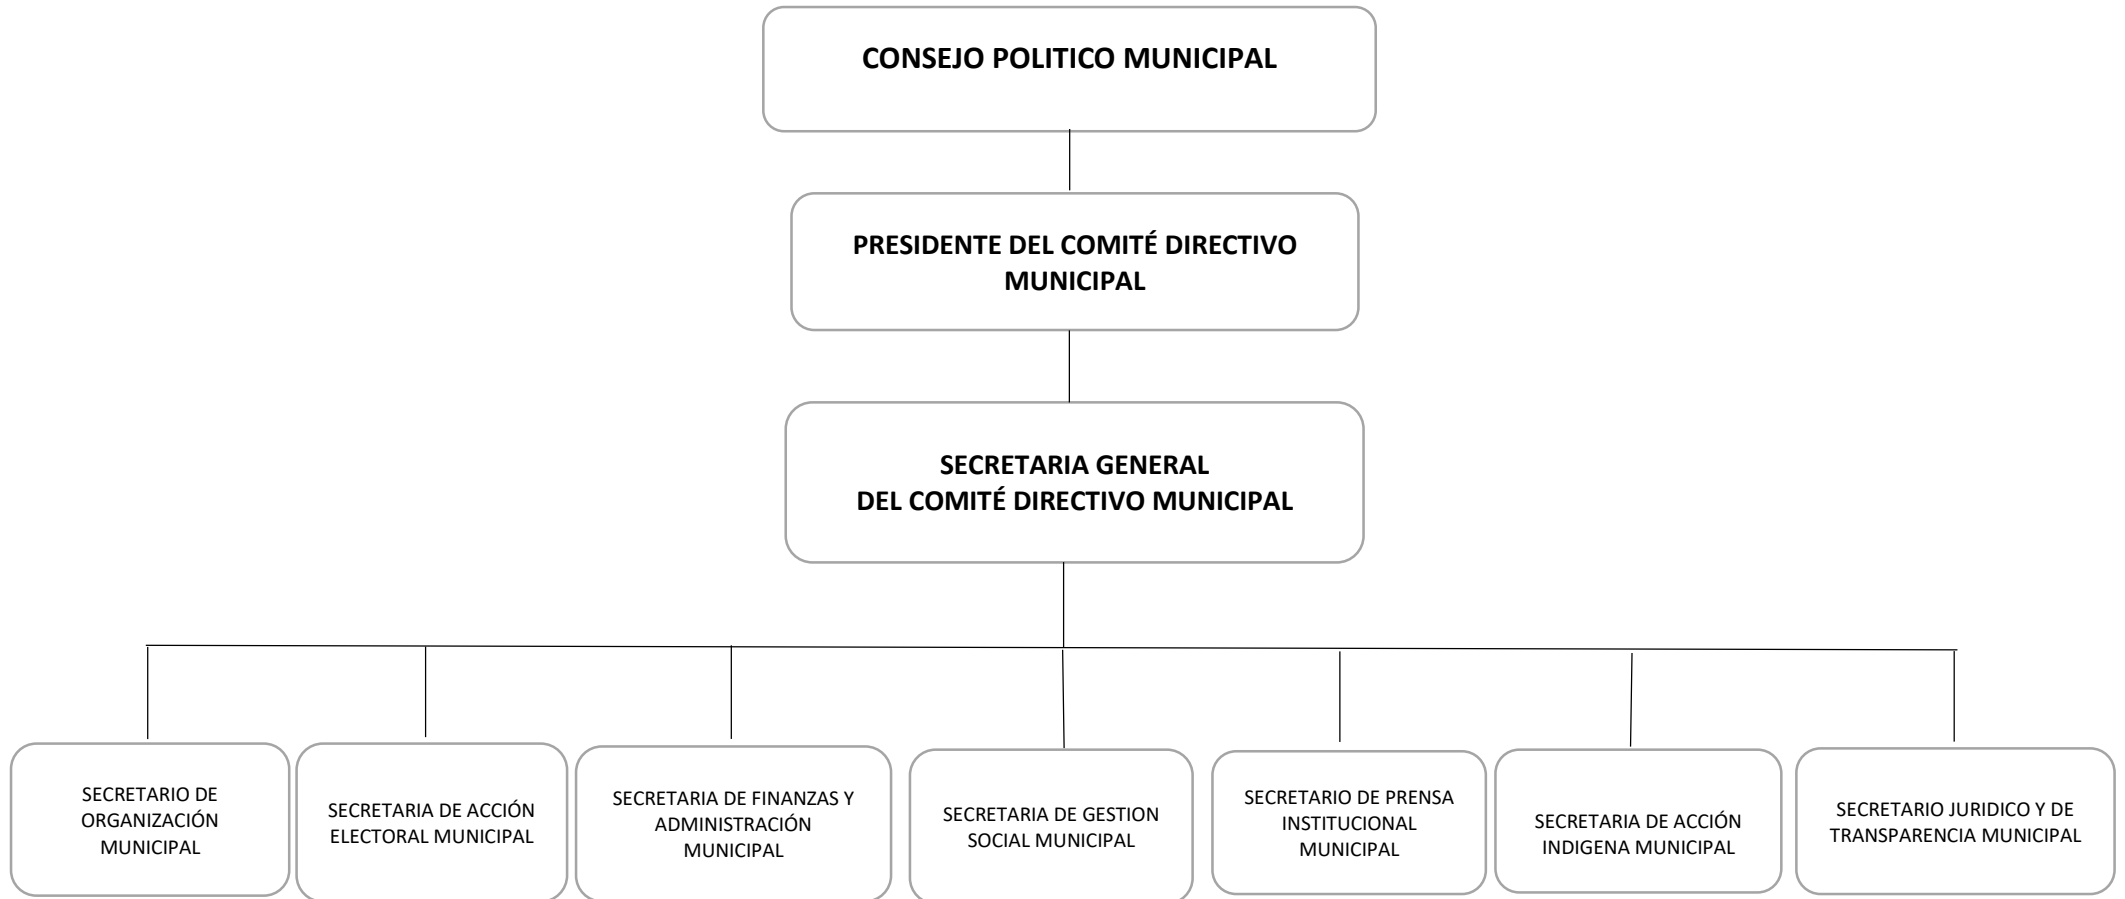 CONSEJO POLITICO MUNICIPAL
PRESIDENTE DEL COMITÉ DIRECTIVO
MUNICIPAL
SECRETARIA GENERAL
DEL COMITÉ DIRECTIVO MUNICIPAL
SECRETARIO DE
ORGANIZACIÓN
MUNICIPAL
SECRETARIA DE ACCIÓN
ELECTORAL MUNICIPAL
SECRETARIA DE FINANZAS Y
ADMINISTRACIÓN
MUNICIPAL
SECRETARIA DE GESTION
SOCIAL MUNICIPAL
SECRETARIO DE PRENSA
INSTITUCIONAL
MUNICIPAL
SECRETARIA DE ACCIÓN
INDIGENA MUNICIPAL
SECRETARIO JURIDICO Y DE
TRANSPARENCIA MUNICIPAL